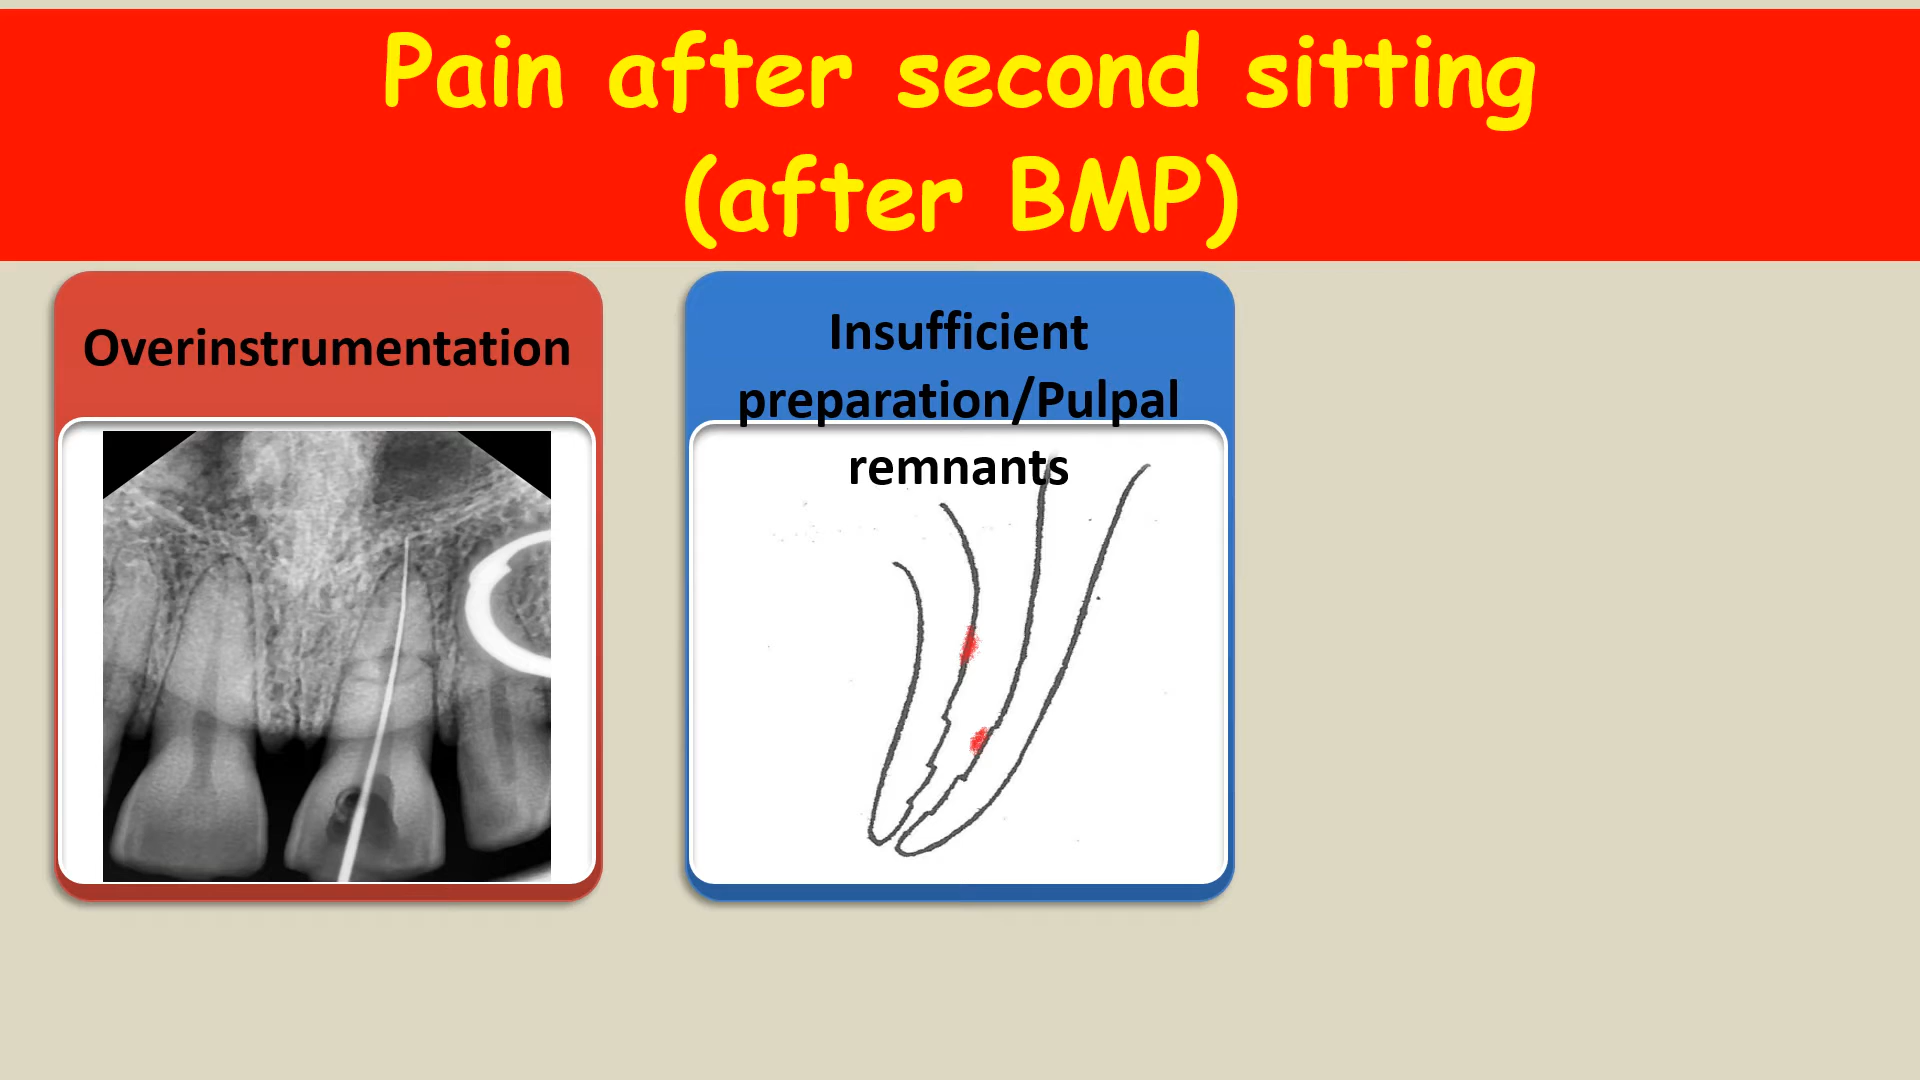 Pain after second sitting
(after BMP)
Overinstrumentation
Insufficient
preparation/Pulpal
remnants